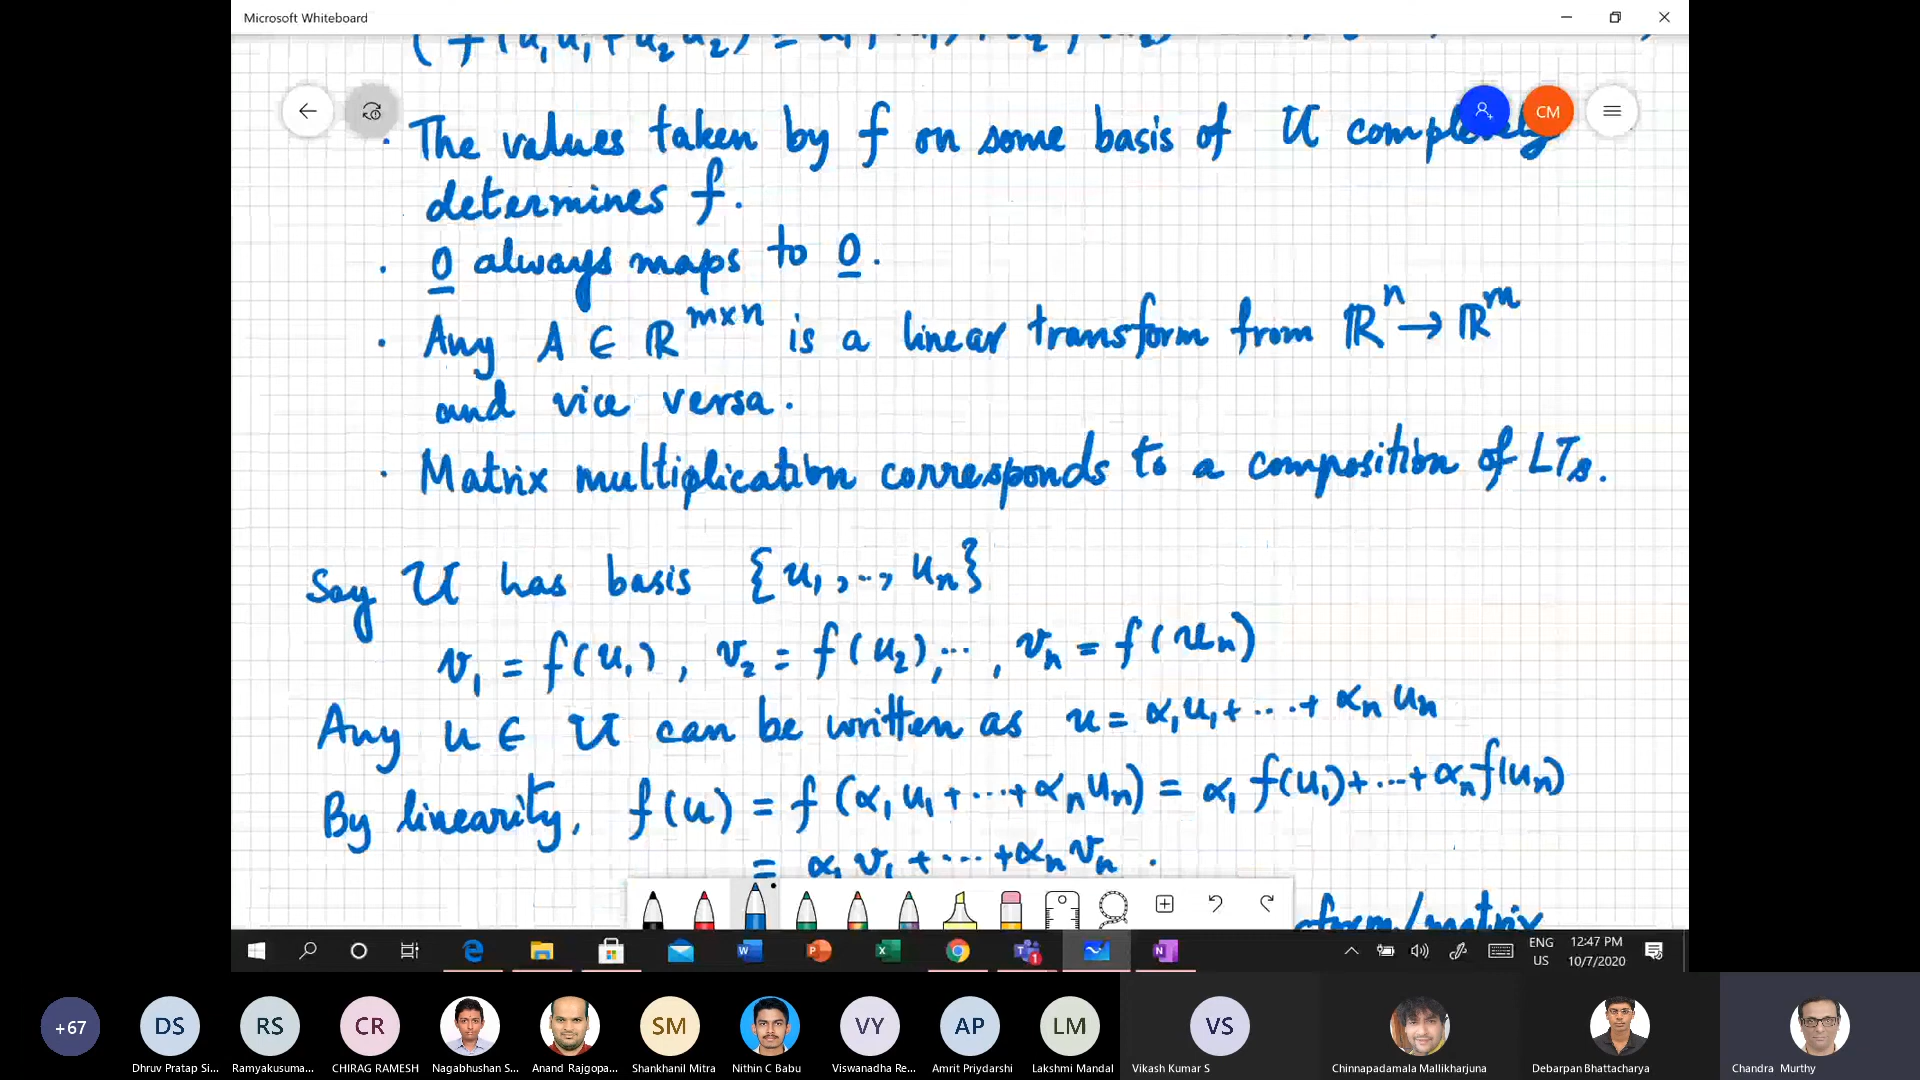 Microsoft Whiteboard
CM
· The values taken by f on some basis of U completely
determines f.
· 0 always maps to 0.
· Any A ∈ ℝ^{m×n} is a linear transform from ℝ^n → ℝ^m
and vice versa.
· Matrix multiplication corresponds to a composition of LTs.
Say U has basis {u₁, .., uₙ}
v₁ = f(u₁), v₂ = f(u₂), ..., vₙ = f(uₙ)
Any u ∈ U can be written as u = α₁u₁ + ... + αₙuₙ
By linearity, f(u) = f(α₁u₁ + ... + αₙuₙ) = α₁f(u₁) + ... + αₙf(uₙ)
= α₁v₁ + ... + αₙvₙ.
form/matrix
ENG
US
12:47 PM
10/7/2020
+67
DS
RS
CR
SM
VY
AP
LM
VS
Dhruv Pratap Si...
Ramyakusuma...
CHIRAG RAMESH
Nagabhushan S...
Anand Rajgopa...
Shankhanil Mitra
Nithin C Babu
Viswanadha Re...
Amrit Priydarshi
Lakshmi Mandal
Vikash Kumar S
Chinnapadamala Mallikharjuna
Debarpan Bhattacharya
Chandra Murthy